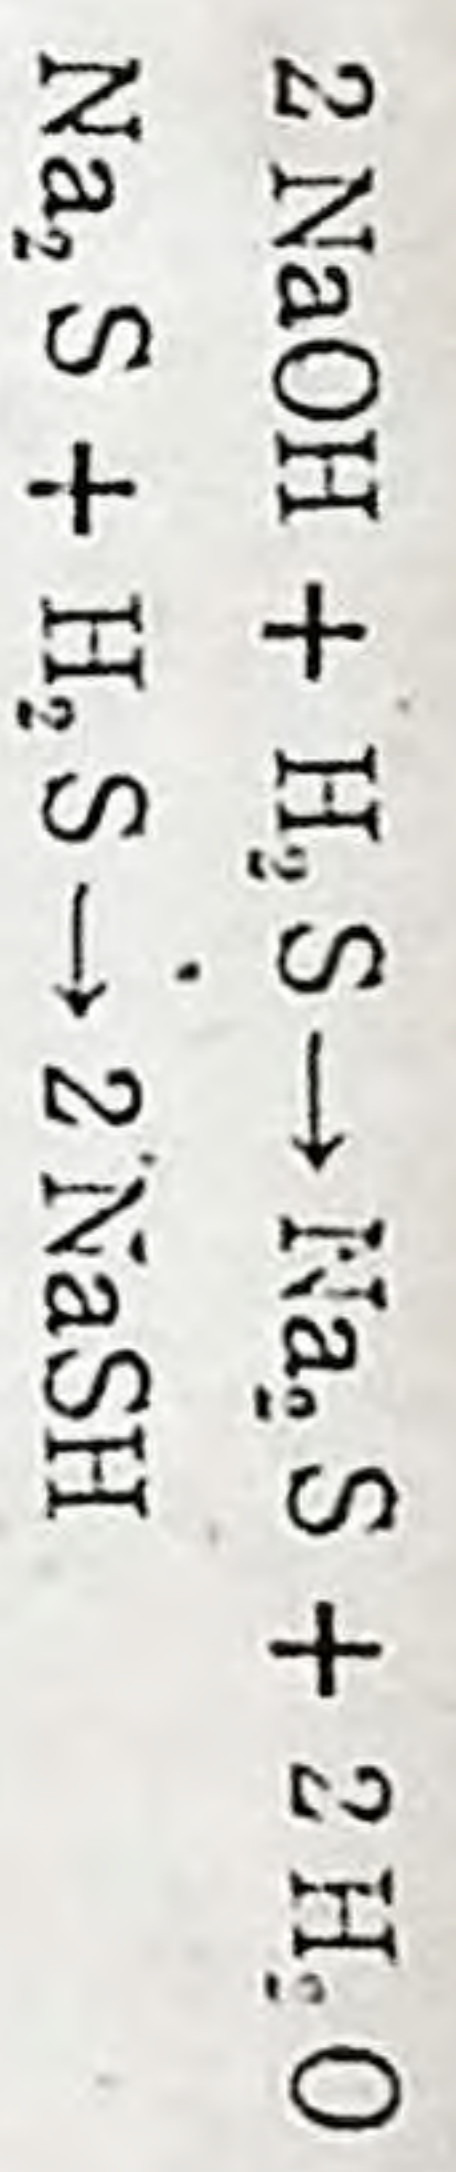 2 NaOH + H₂S → Na₂S + 2 H₂O
Na₂S + H₂S → 2 NaSH